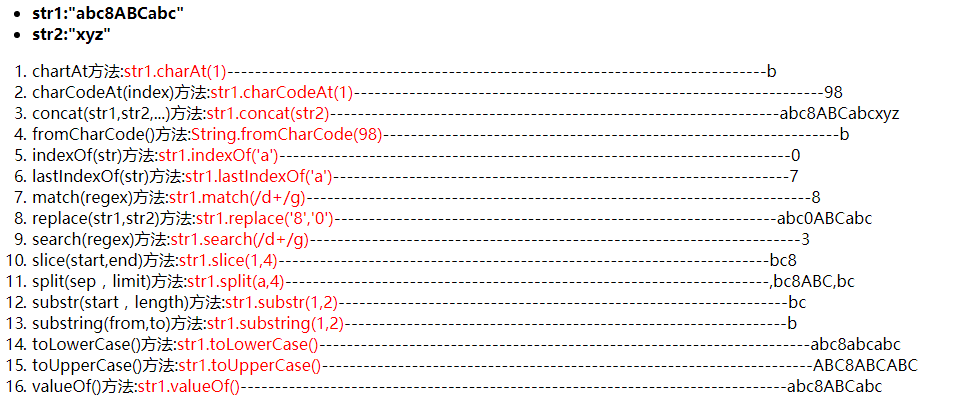 • str1:"abc8ABCabc"
• str2:"xyz"
1. chartAt方法:str1.charAt(1)------------------------------------------------------------------------------b
2. charCodeAt(index)方法:str1.charCodeAt(1)--------------------------------------------------------------------98
3. concat(str1,str2,...)方法:str1.concat(str2)-----------------------------------------------------------------abc8ABCabcxyz
4. fromCharCode()方法:String.fromCharCode(98)------------------------------------------------------------------b
5. indexOf(str)方法:str1.indexOf('a')--------------------------------------------------------------------------0
6. lastIndexOf(str)方法:str1.lastIndexOf('a')------------------------------------------------------------------7
7. match(regex)方法:str1.match(/d+/g)--------------------------------------------------------------------------8
8. replace(str1,str2)方法:str1.replace('8','0')----------------------------------------------------------------abc0ABCabc
9. search(regex)方法:str1.search(/d+/g)-----------------------------------------------------------------------3
10. slice(start,end)方法:str1.slice(1,4)-----------------------------------------------------------------------bc8
11. split(sep，limit)方法:str1.split(a,4)----------------------------------------------------------------------,bc8ABC,bc
12. substr(start，length)方法:str1.substr(1,2)-----------------------------------------------------------------bc
13. substring(from,to)方法:str1.substring(1,2)----------------------------------------------------------------b
14. toLowerCase()方法:str1.toLowerCase()-----------------------------------------------------------------------abc8abcabc
15. toUpperCase()方法:str1.toUpperCase()-----------------------------------------------------------------------ABC8ABCABC
16. valueOf()方法:str1.valueOf()-------------------------------------------------------------------------------abc8ABCabc